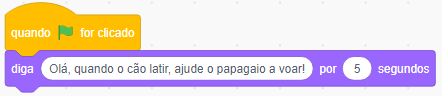 quando for clicado
diga Olá, quando o cão latir, ajude o papagaio a voar! por 5 segundos